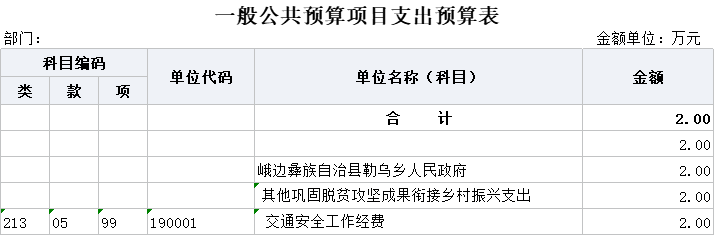 一般公共预算项目支出预算表
部门： 金额单位：万元
科目编码 单位代码 单位名称（科目） 金额
类 款 项
合 计 2.00
2.00
峨边彝族自治县勒乌乡人民政府 2.00
其他巩固脱贫攻坚成果衔接乡村振兴支出 2.00
213 05 99 190001 交通安全工作经费 2.00